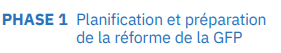 PHASE 1 Planification et préparation
de la réforme de la GFP